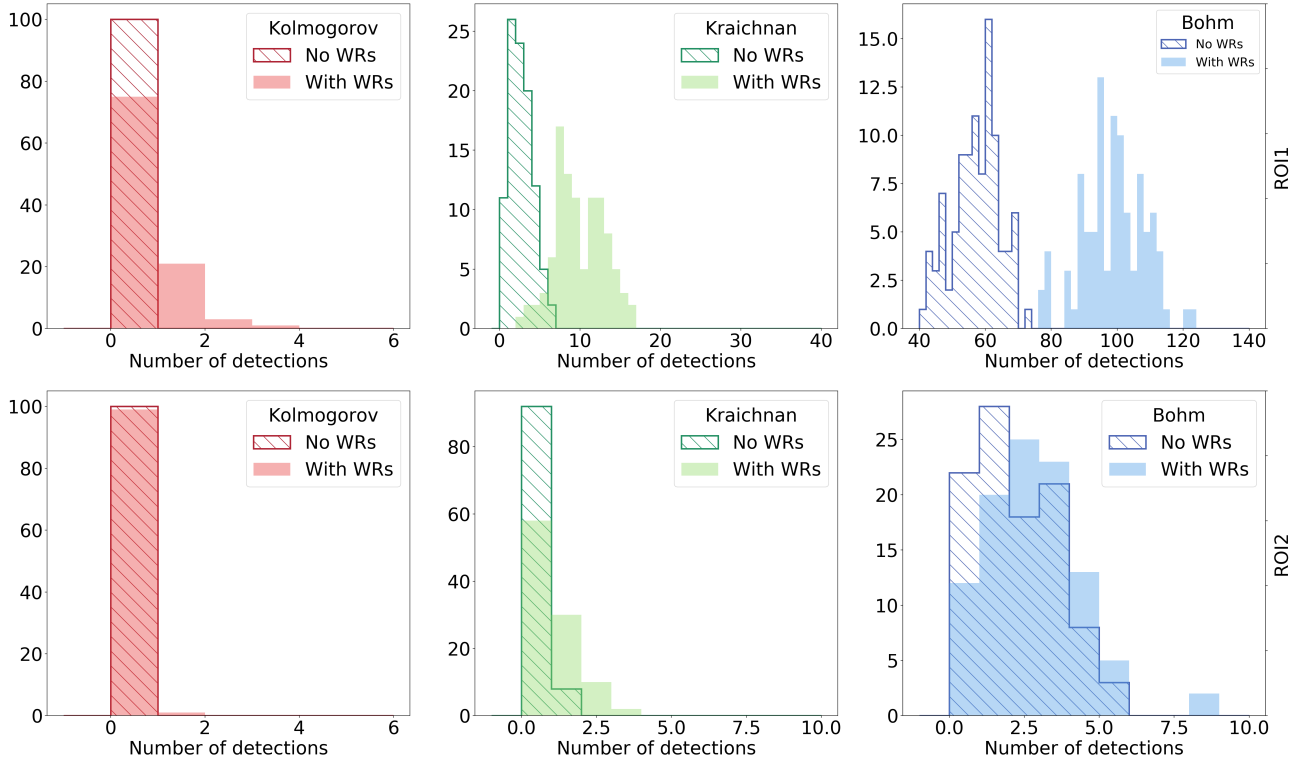 Kolmogorov
No WRs
With WRs
100
80
60
40
20
0
0 2 4 6
Number of detections
Kraichnan
No WRs
With WRs
25
20
15
10
5
0
0 10 20 30 40
Number of detections
Bohm
No WRs
With WRs
15.0
12.5
10.0
7.5
5.0
2.5
0.0
40 60 80 100 120 140
Number of detections
ROI1
Kolmogorov
No WRs
With WRs
100
80
60
40
20
0
0 2 4 6
Number of detections
Kraichnan
No WRs
With WRs
80
60
40
20
0
0.0 2.5 5.0 7.5 10.0
Number of detections
Bohm
No WRs
With WRs
25
20
15
10
5
0
0.0 2.5 5.0 7.5 10.0
Number of detections
ROI2